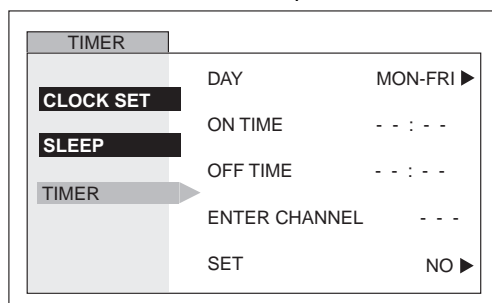 TIMER
CLOCK SET
SLEEP
TIMER
DAY MON-FRI ▶
ON TIME - - : - -
OFF TIME - - : - -
ENTER CHANNEL - - -
SET NO ▶